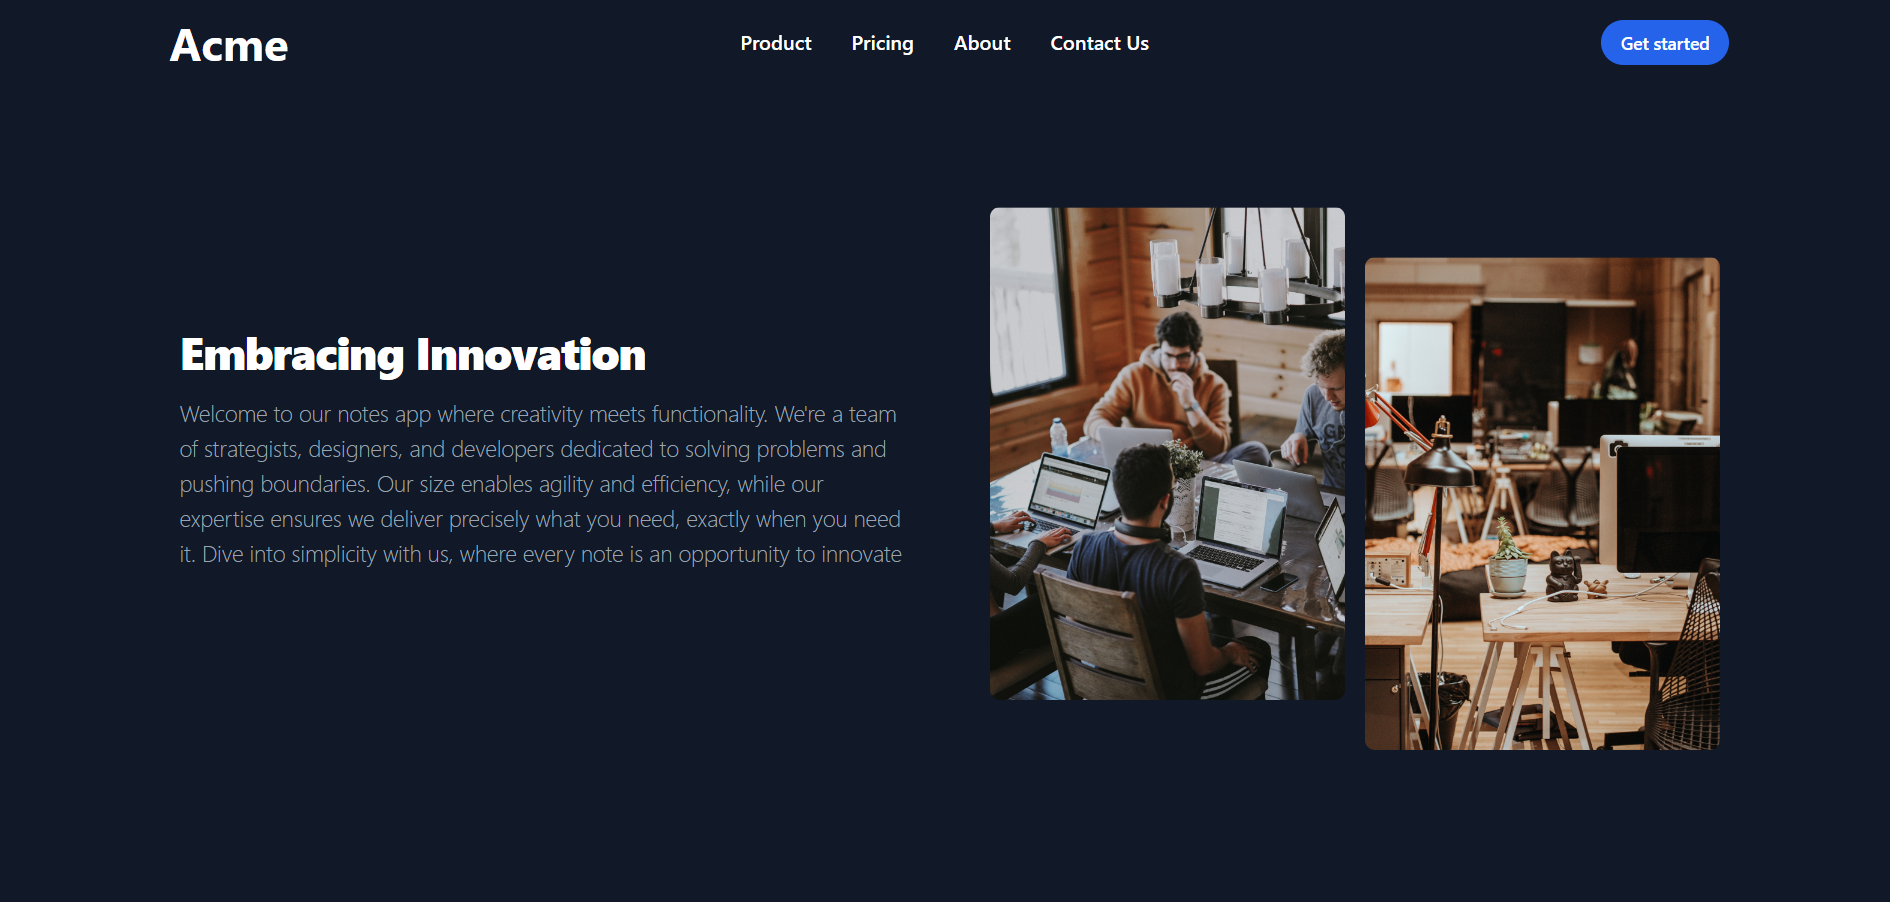 Acme
Product Pricing About Contact Us
Get started
Embracing Innovation
Welcome to our notes app where creativity meets functionality. We're a team
of strategists, designers, and developers dedicated to solving problems and
pushing boundaries. Our size enables agility and efficiency, while our
expertise ensures we deliver precisely what you need, exactly when you need
it. Dive into simplicity with us, where every note is an opportunity to innovate